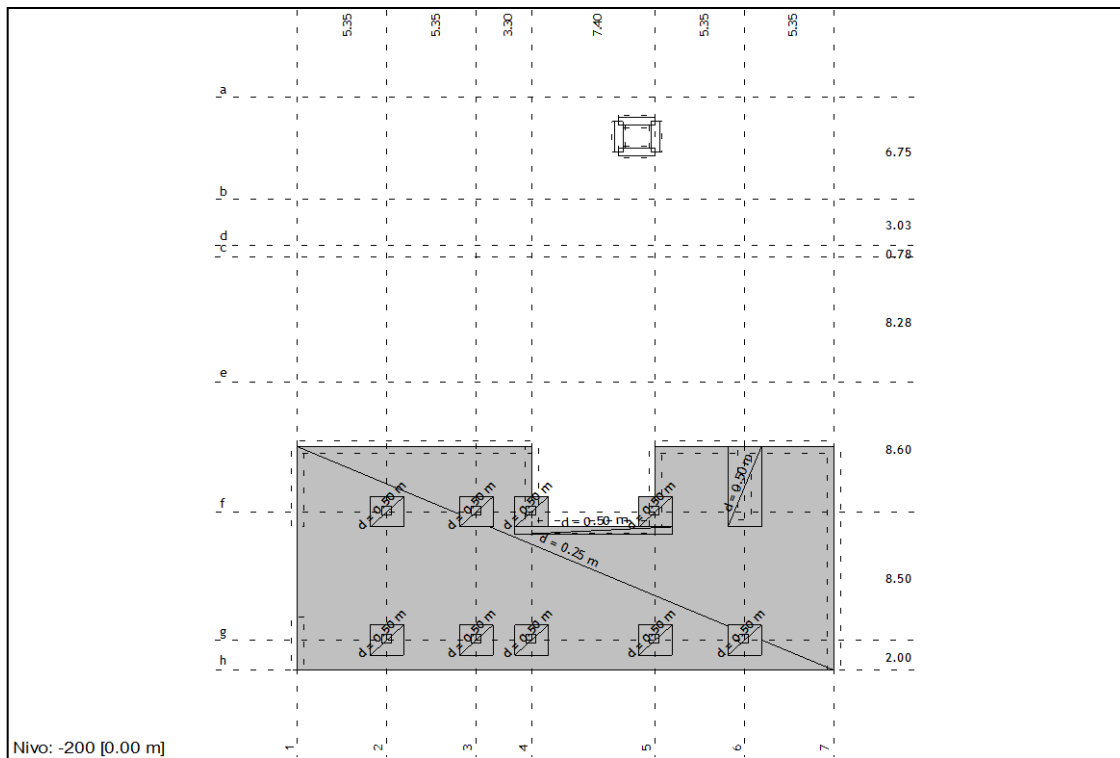 5.35 5.35 3.30 7.40 5.35 5.35
a
6.75
b
3.03
d
c
0.78
8.28
e
8.60
d = 0.50 m
d = 0.50 m d = 0.50 m d = 0.50 m d = 0.50 m d = 0.50 m
f
d = 0.25 m
8.50
d = 0.50 m d = 0.50 m d = 0.50 m d = 0.50 m d = 0.50 m
g
h
2.00
Nivo: -200 [0.00 m]
1 2 3 4 5 6 7